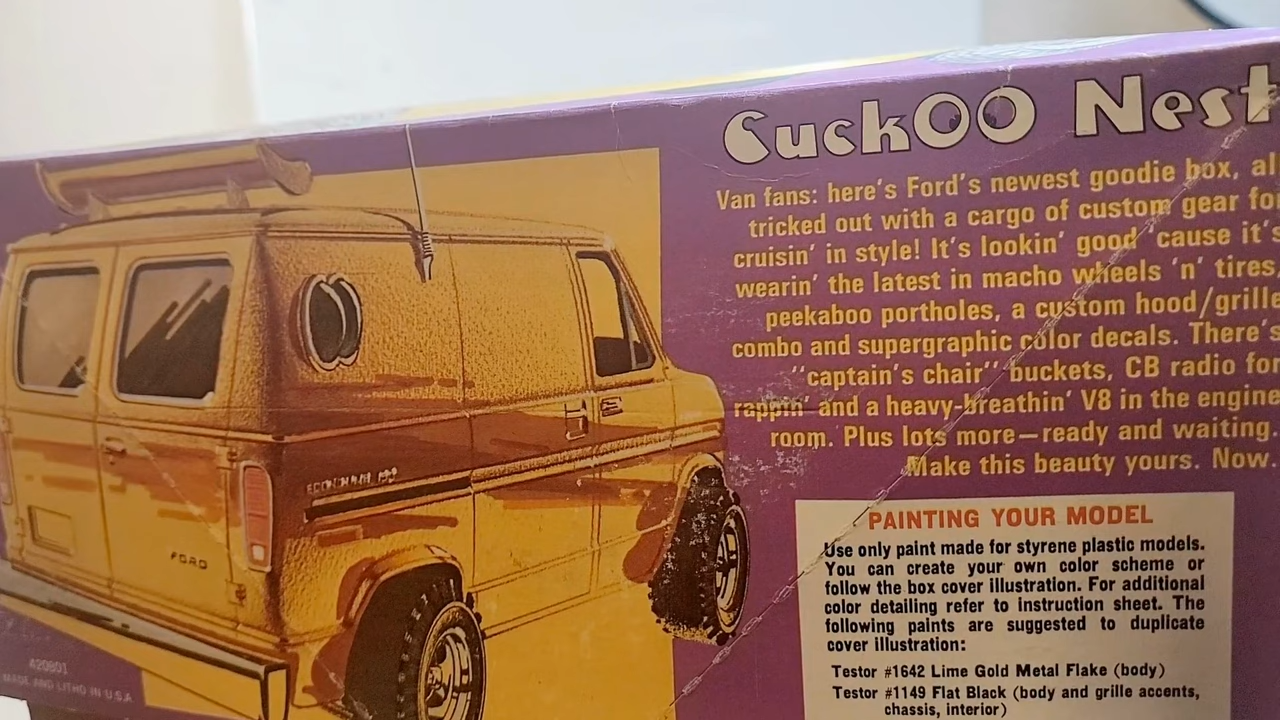 CuckOO Nest
Van fans: here's Ford's newest goodie box, al
tricked out with a cargo of custom gear for
cruisin' in style! It's lookin' good 'cause it's
wearin' the latest in macho wheels 'n' tires,
peekaboo portholes, a custom hood/grille
combo and supergraphic color decals. There's
"captain's chair" buckets, CB radio for
rappin' and a heavy-breathin' V8 in the engine
room. Plus lots more—ready and waiting.
Make this beauty yours. Now.
PAINTING YOUR MODEL
Use only paint made for styrene plastic models.
You can create your own color scheme or
follow the box cover illustration. For additional
color detailing refer to instruction sheet. The
following paints are suggested to duplicate
cover illustration:
Testor #1642 Lime Gold Metal Flake (body)
Testor #1149 Flat Black (body and grille accents,
chassis, interior)
FORD
420801
MADE AND LITHO IN U.S.A.